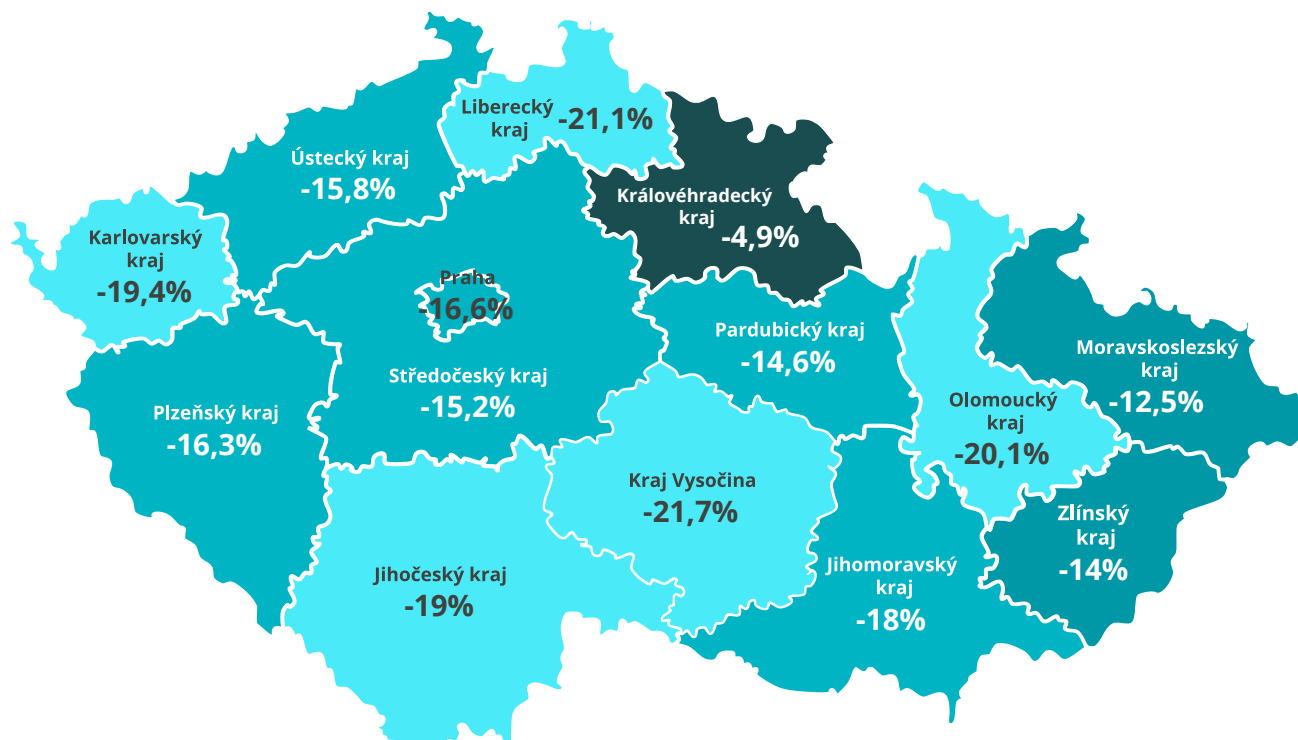 Liberecký
kraj
-21,1%
Ústecký kraj
-15,8%
Královéhradecký
kraj
-4,9%
Karlovarský
kraj
-19,4%
Praha
-16,6%
Pardubický kraj
-14,6%
Moravskoslezský
kraj
-12,5%
Středočeský kraj
-15,2%
Plzeňský kraj
-16,3%
Olomoucký
kraj
-20,1%
Kraj Vysočina
-21,7%
Zlínský
kraj
-14%
Jihočeský kraj
-19%
Jihomoravský
kraj
-18%